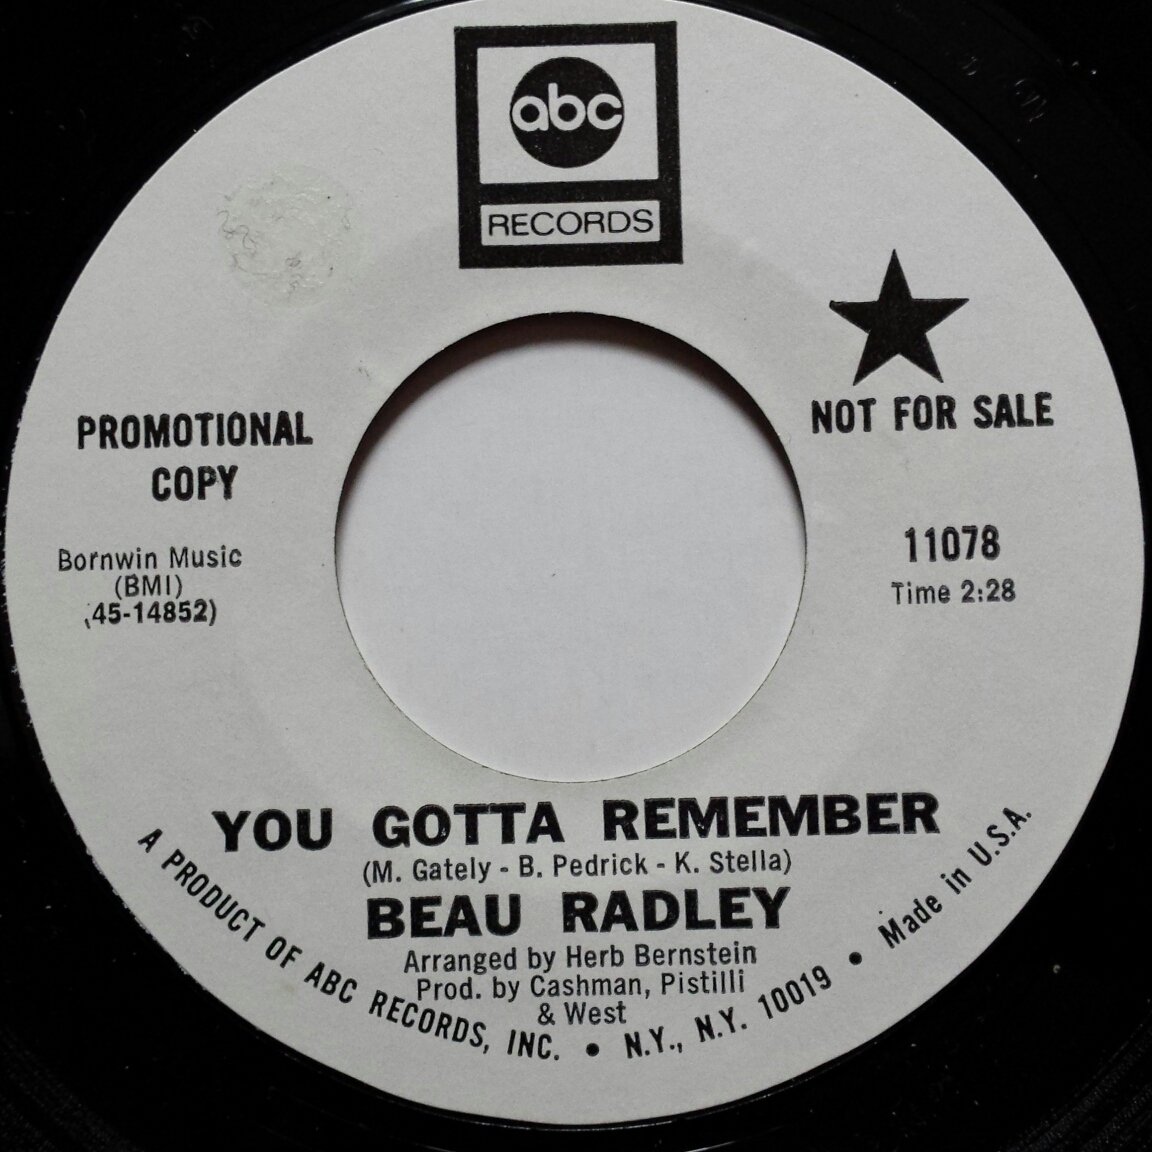 abc
RECORDS
NOT FOR SALE
PROMOTIONAL
COPY
Bornwin Music
(BMI)
45-14852)
11078
Time 2:28
YOU GOTTA REMEMBER
(M. Gately - B. Pedrick - K. Stella)
BEAU RADLEY
Arranged by Herb Bernstein
Prod. by Cashman, Pistilli
& West
A PRODUCT OF ABC RECORDS, INC. • N.Y., N.Y. 10019 • Made in U.S.A.